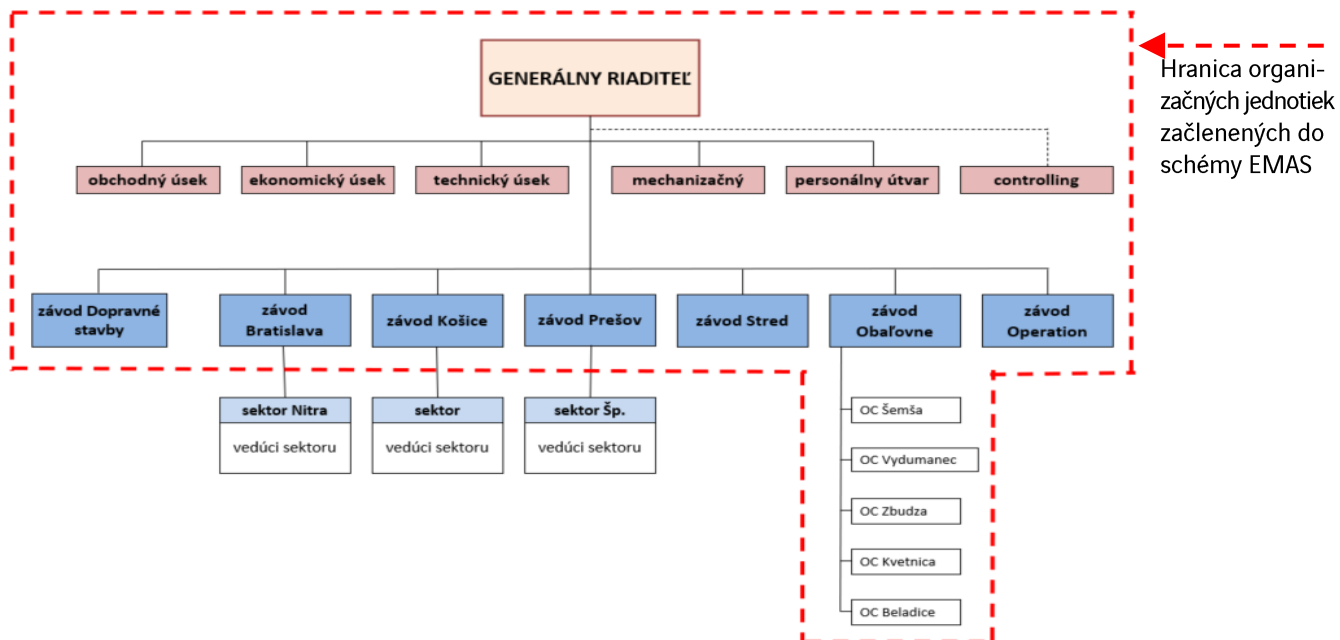 GENERÁLNY RIADITEĽ
Hranica organi-
začných jednotiek
začlenených do
schémy EMAS
obchodný úsek
ekonomický úsek
technický úsek
mechanizačný
personálny útvar
controlling
závod Dopravné
stavby
závod
Bratislava
závod Košice
závod Prešov
závod Stred
závod
Obaľovne
závod
Operation
sektor Nitra
vedúci sektoru
sektor
vedúci sektoru
sektor Šp.
vedúci sektoru
OC Šemša
OC Vydumanec
OC Zbudza
OC Kvetnica
OC Beladice